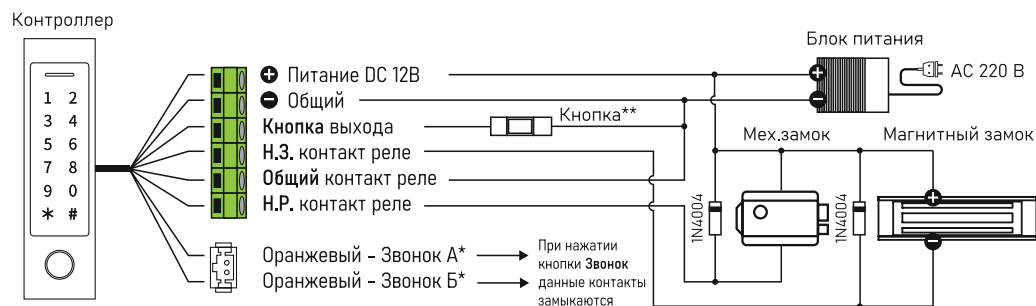 Контроллер
1 2
3 4
5 6
7 8
9 0
* #
+ Питание DC 12В
- Общий
Кнопка выхода
Н.З. контакт реле
Общий контакт реле
Н.Р. контакт реле
Оранжевый – Звонок А*
Оранжевый – Звонок Б*
При нажатии
кнопки Звонок
данные контакты
замыкаются
Кнопка**
Блок питания
+
-
AC 220 В
Мех.замок
Магнитный замок
1N4004
1N4004
+
-